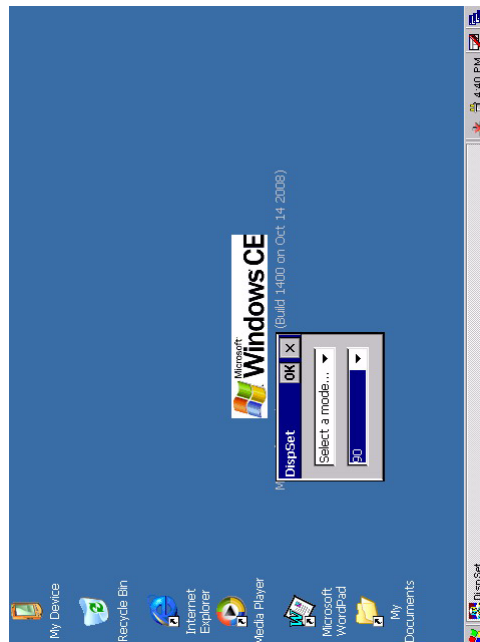 My Device
Recycle Bin
Internet
Explorer
Media Player
Microsoft
WordPad
My
Documents
Microsoft
Windows CE
M
(Build 1400 on Oct 14 2008)
DispSet
OK
Select a mode...
90
DispSet
4:40 PM